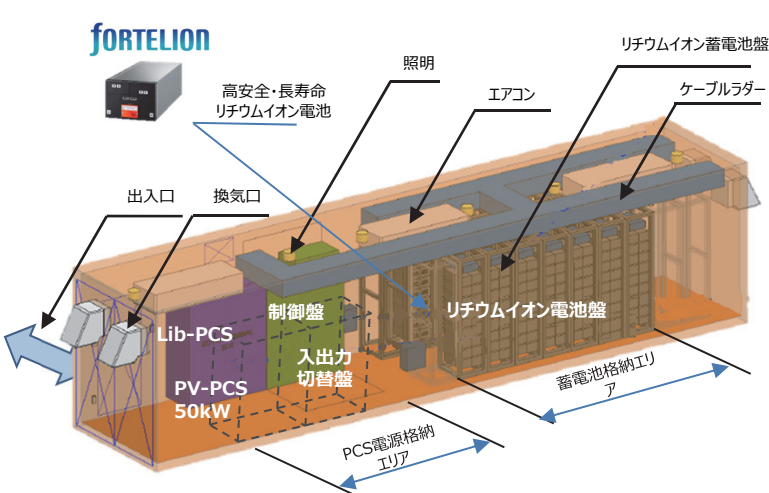 fORTELION
リチウムイオン蓄電池盤
照明
ケーブルラダー
高安全・長寿命
リチウムイオン電池
エアコン
出入口
換気口
制御盤
リチウムイオン電池盤
Lib-PCS
入出力
切替盤
PV-PCS
50kW
蓄電池格納エリ
ア
PCS電源格納
エリア